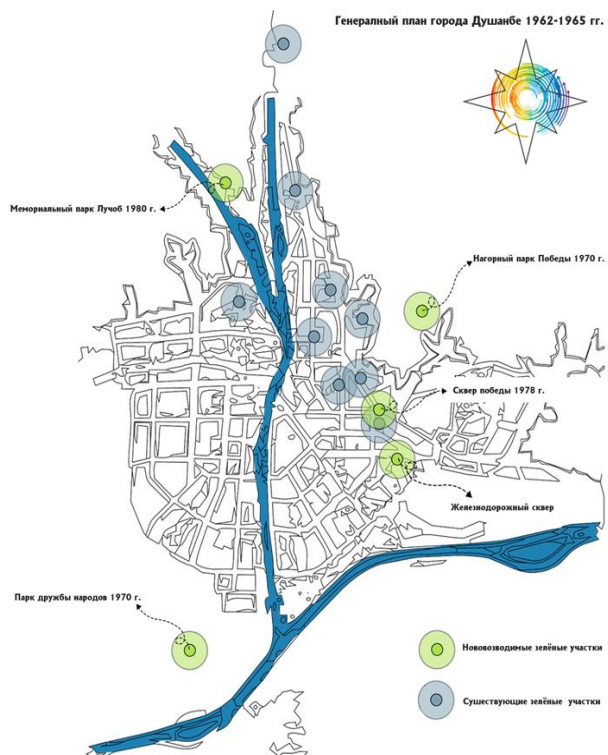 Генералный план города Душанбе 1962-1965 гг.
Мемориальный парк Лучоб 1980 г.
Нагорный парк Победы 1970 г.
Сквер победы 1978 г.
Железнодорожный сквер
Парк дружбы народов 1970 г.
Нововозводимые зелёные участки
Сушествующие зелёные участки